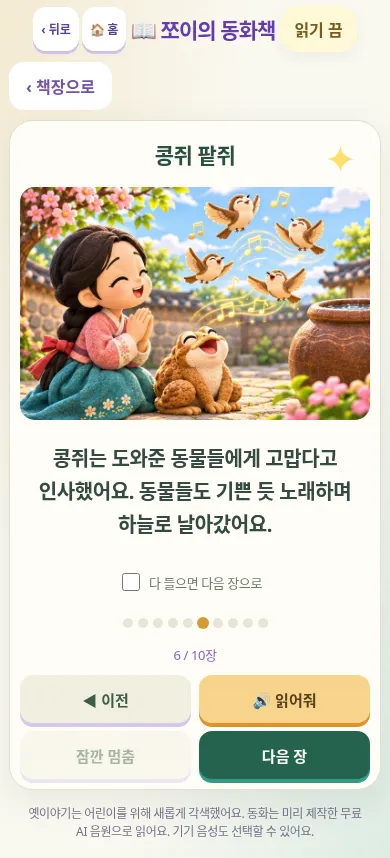 ‹ 뒤로 🏠 홈 📖 쪼이의 동화책 읽기 끔
‹ 책장으로
콩쥐 팥쥐
콩쥐는 도와준 동물들에게 고맙다고
인사했어요. 동물들도 기쁜 듯 노래하며
하늘로 날아갔어요.
다 들으면 다음 장으로
6 / 10장
◀ 이전
🔊 읽어줘
잠깐 멈춤
다음 장
옛이야기는 어린이를 위해 새롭게 각색했어요. 동화는 미리 제작한 무료
AI 음원으로 읽어요. 기기 음성도 선택할 수 있어요.